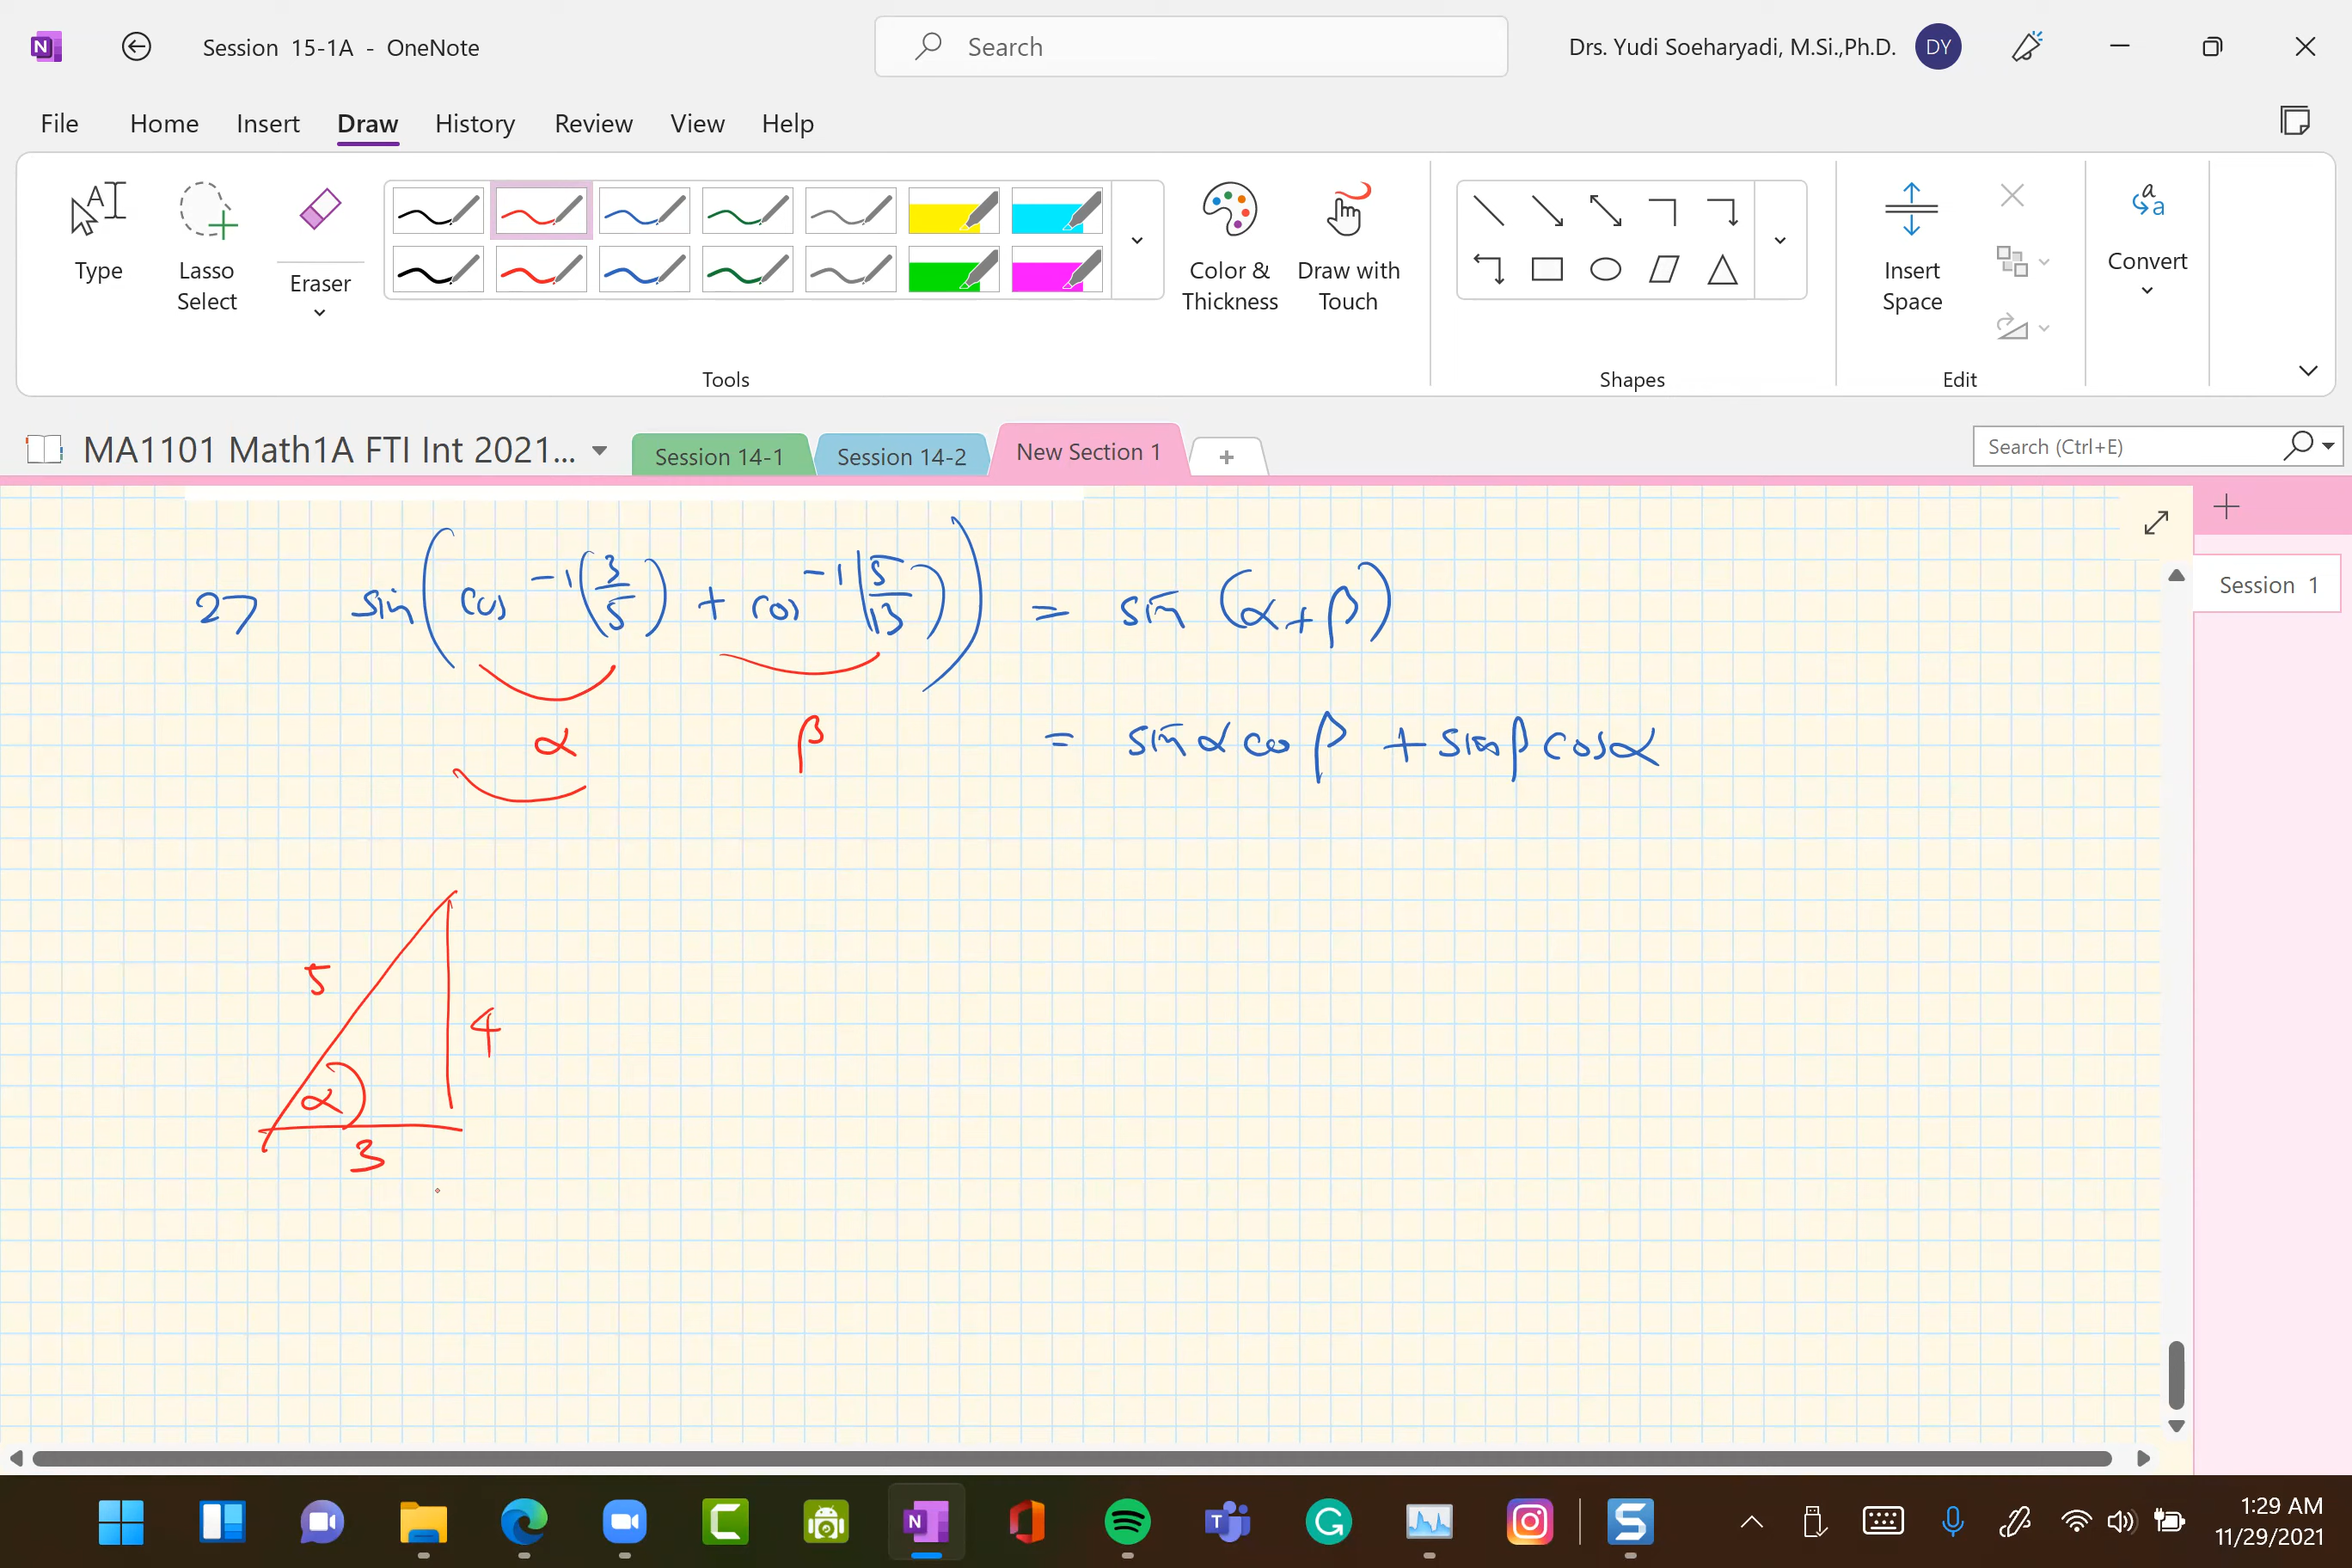 Session 15-1A - OneNote
Search
Drs. Yudi Soeharyadi, M.Si.,Ph.D.
DY
File Home Insert Draw History Review View Help
Type
Lasso Select
Eraser
Color & Thickness
Draw with Touch
Insert Space
Convert
Tools
Shapes
Edit
MA1101 Math1A FTI Int 2021...
Session 14-1
Session 14-2
New Section 1
+
Search (Ctrl+E)
Session 1
27 sin(cos⁻¹(3/5) + cos⁻¹(5/13)) = sin (α+β)
α β = sin α cos β + sin β cos α
5
4
α
3
1:29 AM
11/29/2021